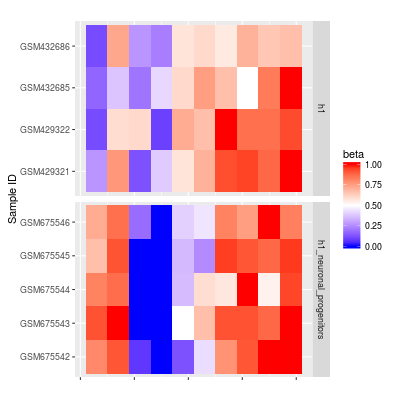 Sample ID
GSM432686
GSM432685
GSM429322
GSM429321
h1
GSM675546
GSM675545
GSM675544
GSM675543
GSM675542
h1_neuronal_progenitors
beta
1.00
0.75
0.50
0.25
0.00